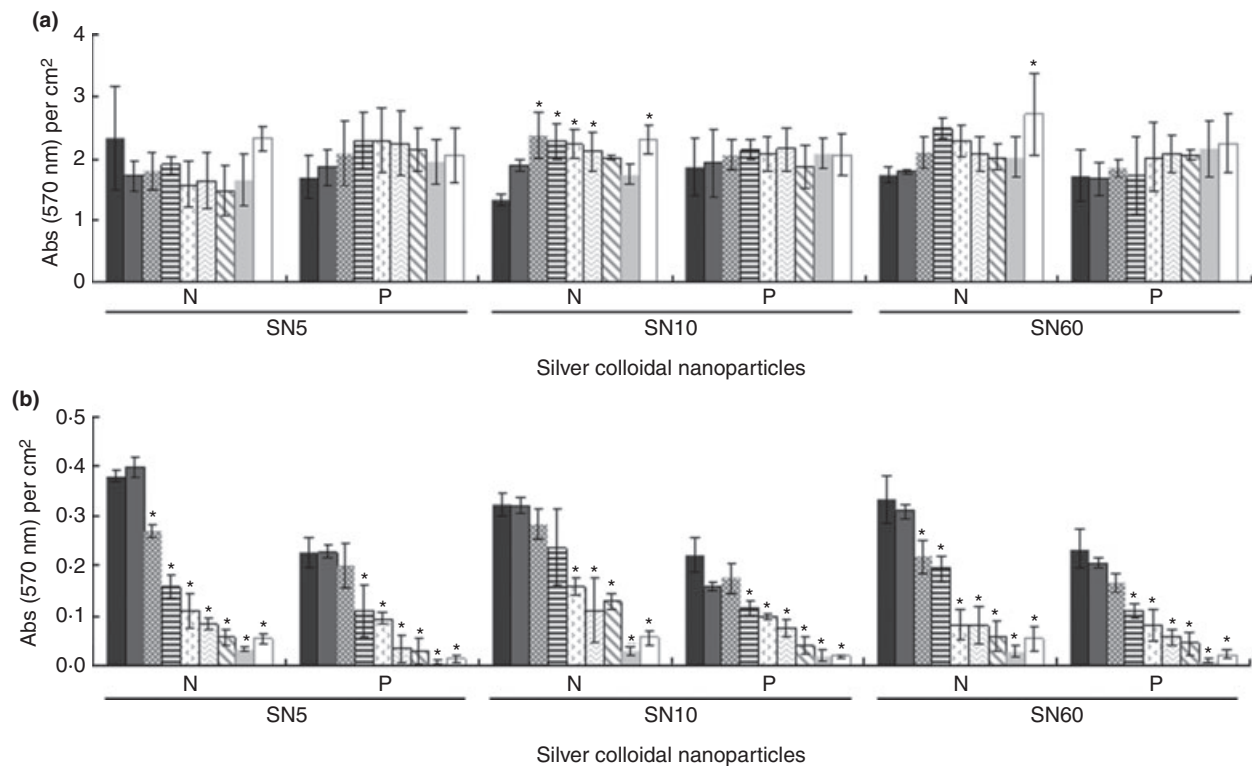 (a)
Abs (570 nm) per cm²
4
3
2
1
0
* * * * * *
N P N P N P
SN5 SN10 SN60
Silver colloidal nanoparticles
(b)
Abs (570 nm) per cm²
0·5
0·4
0·3
0·2
0·1
0·0
* * * * * * * * * * * * * * * * * * * * * * * * * * * * * * * * * * *
N P N P N P
SN5 SN10 SN60
Silver colloidal nanoparticles